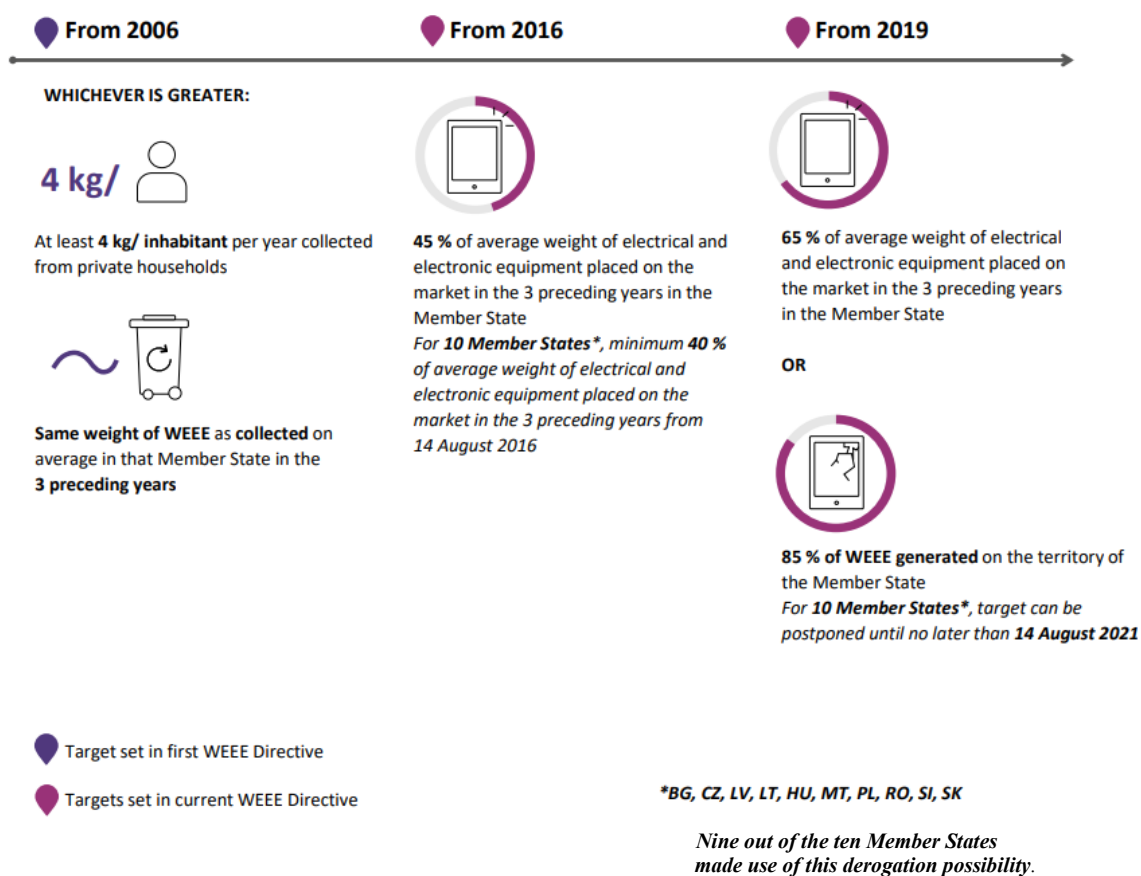 From 2006
From 2016
From 2019
WHICHEVER IS GREATER:
4 kg/
At least 4 kg/ inhabitant per year collected
from private households
Same weight of WEEE as collected on
average in that Member State in the
3 preceding years
45 % of average weight of electrical and
electronic equipment placed on the
market in the 3 preceding years in the
Member State
For 10 Member States*, minimum 40 %
of average weight of electrical and
electronic equipment placed on the
market in the 3 preceding years from
14 August 2016
65 % of average weight of electrical
and electronic equipment placed on
the market in the 3 preceding years
in the Member State
OR
85 % of WEEE generated on the territory of
the Member State
For 10 Member States*, target can be
postponed until no later than 14 August 2021
Target set in first WEEE Directive
Targets set in current WEEE Directive
*BG, CZ, LV, LT, HU, MT, PL, RO, SI, SK
Nine out of the ten Member States
made use of this derogation possibility.